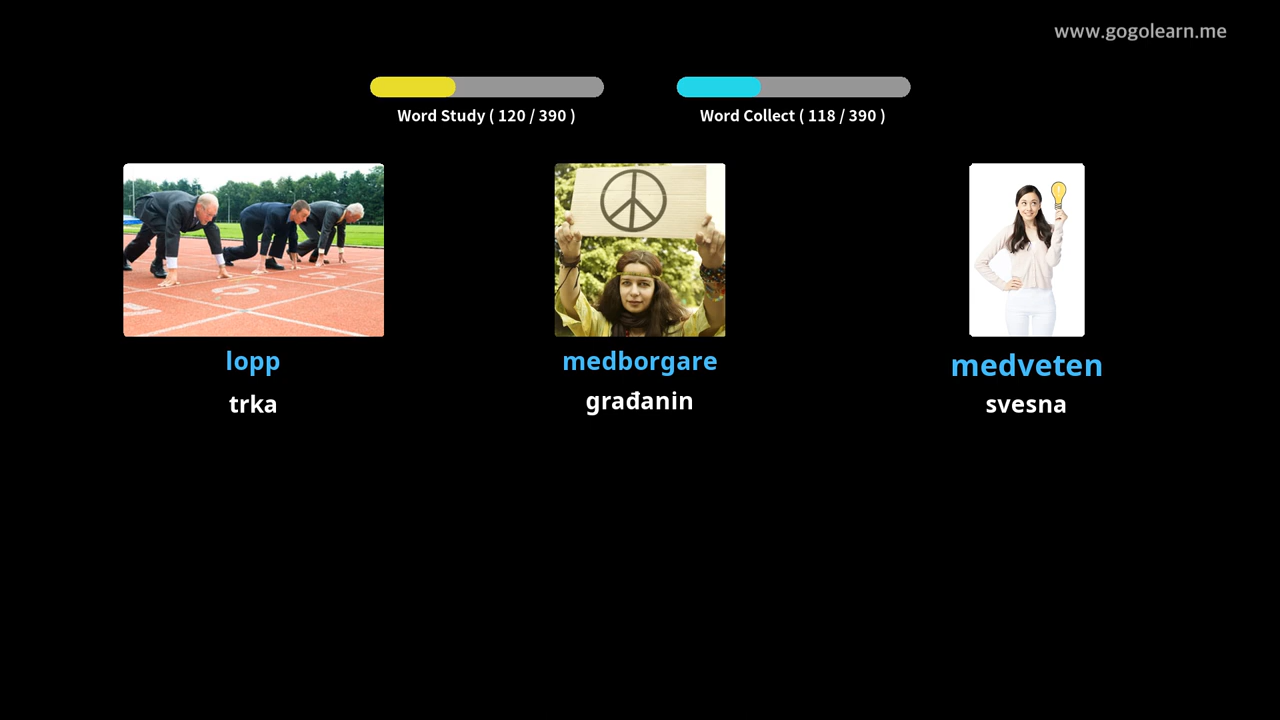 www.gogolearn.me
Word Study ( 120 / 390 )
Word Collect ( 118 / 390 )
lopp
medborgare
medveten
trka
građanin
svesna